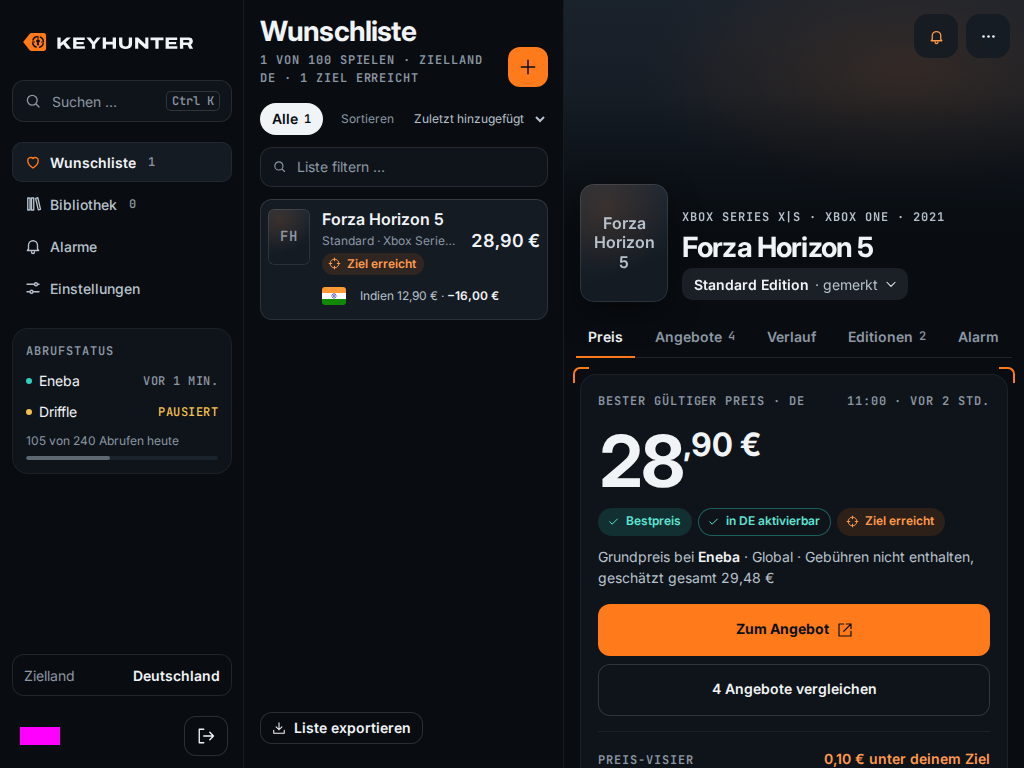 KEYHUNTER
Suchen ...
Ctrl K
Wunschliste 1
Bibliothek 0
Alarme
Einstellungen
ABRUFSTATUS
Eneba VOR 1 MIN.
Driffle PAUSIERT
105 von 240 Abrufen heute
Zielland Deutschland
Wunschliste
1 VON 100 SPIELEN · ZIELLAND
DE · 1 ZIEL ERREICHT
Alle 1 Sortieren Zuletzt hinzugefügt
Liste filtern ...
FH
Forza Horizon 5
Standard · Xbox Serie... 28,90 €
Ziel erreicht
Indien 12,90 € · −16,00 €
Liste exportieren
Forza
Horizon
5
XBOX SERIES X|S · XBOX ONE · 2021
Forza Horizon 5
Standard Edition · gemerkt
Preis Angebote 4 Verlauf Editionen 2 Alarm
BESTER GÜLTIGER PREIS · DE 11:00 · VOR 2 STD.
28,90 €
Bestpreis in DE aktivierbar Ziel erreicht
Grundpreis bei Eneba · Global · Gebühren nicht enthalten,
geschätzt gesamt 29,48 €
Zum Angebot
4 Angebote vergleichen
PREIS-VISIER 0,10 € unter deinem Ziel